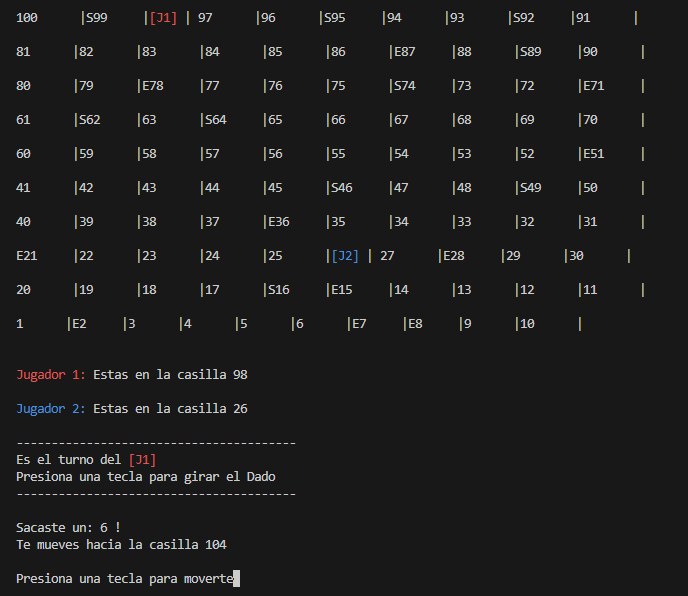 100 |S99 |[J1] | 97 |96 |S95 |94 |93 |S92 |91 |
81 |82 |83 |84 |85 |86 |E87 |88 |S89 |90 |
80 |79 |E78 |77 |76 |75 |S74 |73 |72 |E71 |
61 |S62 |63 |S64 |65 |66 |67 |68 |69 |70 |
60 |59 |58 |57 |56 |55 |54 |53 |52 |E51 |
41 |42 |43 |44 |45 |S46 |47 |48 |S49 |50 |
40 |39 |38 |37 |E36 |35 |34 |33 |32 |31 |
E21 |22 |23 |24 |25 |[J2] | 27 |E28 |29 |30 |
20 |19 |18 |17 |S16 |E15 |14 |13 |12 |11 |
1 |E2 |3 |4 |5 |6 |E7 |E8 |9 |10 |
Jugador 1: Estas en la casilla 98
Jugador 2: Estas en la casilla 26
----------------------------------------
Es el turno del [J1]
Presiona una tecla para girar el Dado
----------------------------------------
Sacaste un: 6 !
Te mueves hacia la casilla 104
Presiona una tecla para moverte